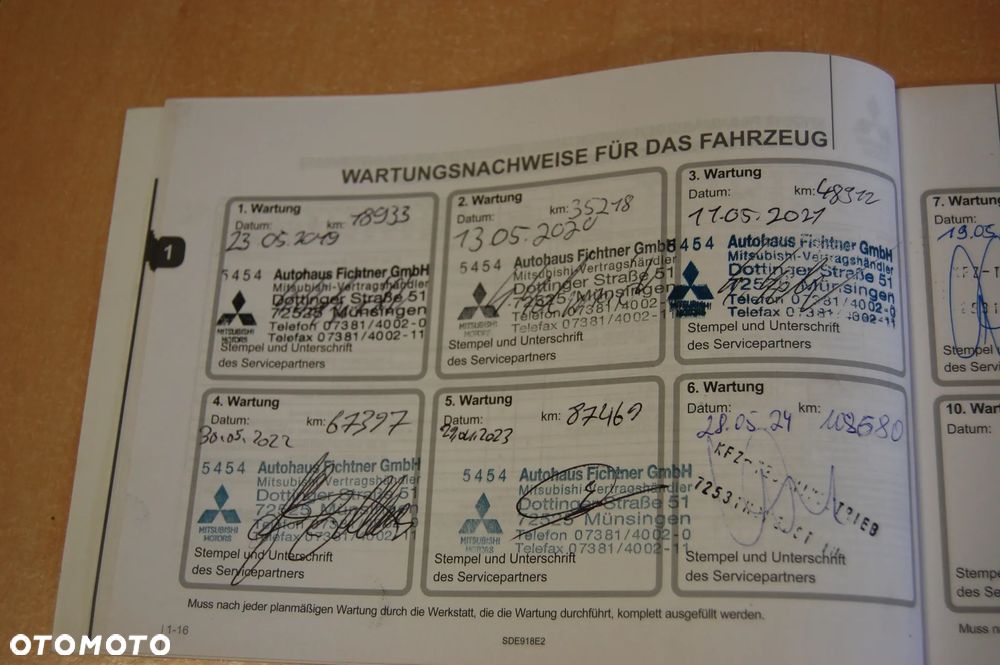 WARTUNGSNACHWEISE FÜR DAS FAHRZEUG
1
1. Wartung
Datum: km: 18933
23 05.2019
5454 Autohaus Fichtner GmbH
Mitsubishi-Vertragshändler
Dottinger Straße 51
72525 Münsingen
Telefon 07381/4002-0
Telefax 07381/4002-11
MITSUBISHI
MOTORS
Stempel und Unterschrift
des Servicepartners
2. Wartung
Datum: km: 35218
13.05.2020
5454 Autohaus Fichtner GmbH
Mitsubishi-Vertragshändler
Dottinger Straße 51
72525 Münsingen
Telefon 07381/4002-0
Telefax 07381/4002-11
MITSUBISHI
MOTORS
Stempel und Unterschrift
des Servicepartners
3. Wartung
Datum: km: 48912
11.05.2021
5454 Autohaus Fichtner GmbH
Mitsubishi-Vertragshändler
Dottinger Straße 51
72525 Münsingen
Telefon 07381/4002-0
Telefax 07381/4002-11
Stempel und Unterschrift
des Servicepartners
4. Wartung
Datum: km: 67397
30.05.2022
5454 Autohaus Fichtner GmbH
Mitsubishi-Vertragshändler
Dottinger Straße 51
72525 Münsingen
Telefon 07381/4002-0
Telefax 07381/4002-11
MITSUBISHI
MOTORS
Stempel und Unterschrift
des Servicepartners
5. Wartung
Datum: km: 87469
5454 Autohaus Fichtner GmbH
Mitsubishi-Vertragshändler
Dottinger Straße 51
72525 Münsingen
Telefon 07381/4002-0
Telefax 07381/4002-11
MITSUBISHI
MOTORS
Stempel und Unterschrift
des Servicepartners
6. Wartung
Datum: km:
28.05.24
Stempel und Unterschrift
des Servicepartners
7. Wartung
Datum:
19.05
Stempel
des Servi
10. War
Datum:
Stempe
des Ser
Muss nach jeder planmäßigen Wartung durch die Werkstatt, die die Wartung durchführt, komplett ausgefüllt werden.
Muss n
1-16
SDE918E2
OTOMOTO